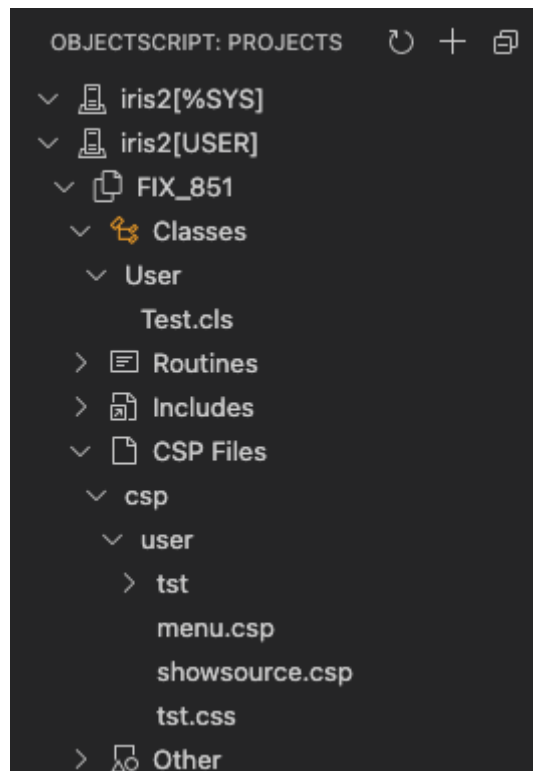 OBJECTSCRIPT: PROJECTS
iris2[%SYS]
iris2[USER]
FIX_851
Classes
User
Test.cls
Routines
Includes
CSP Files
csp
user
tst
menu.csp
showsource.csp
tst.css
Other